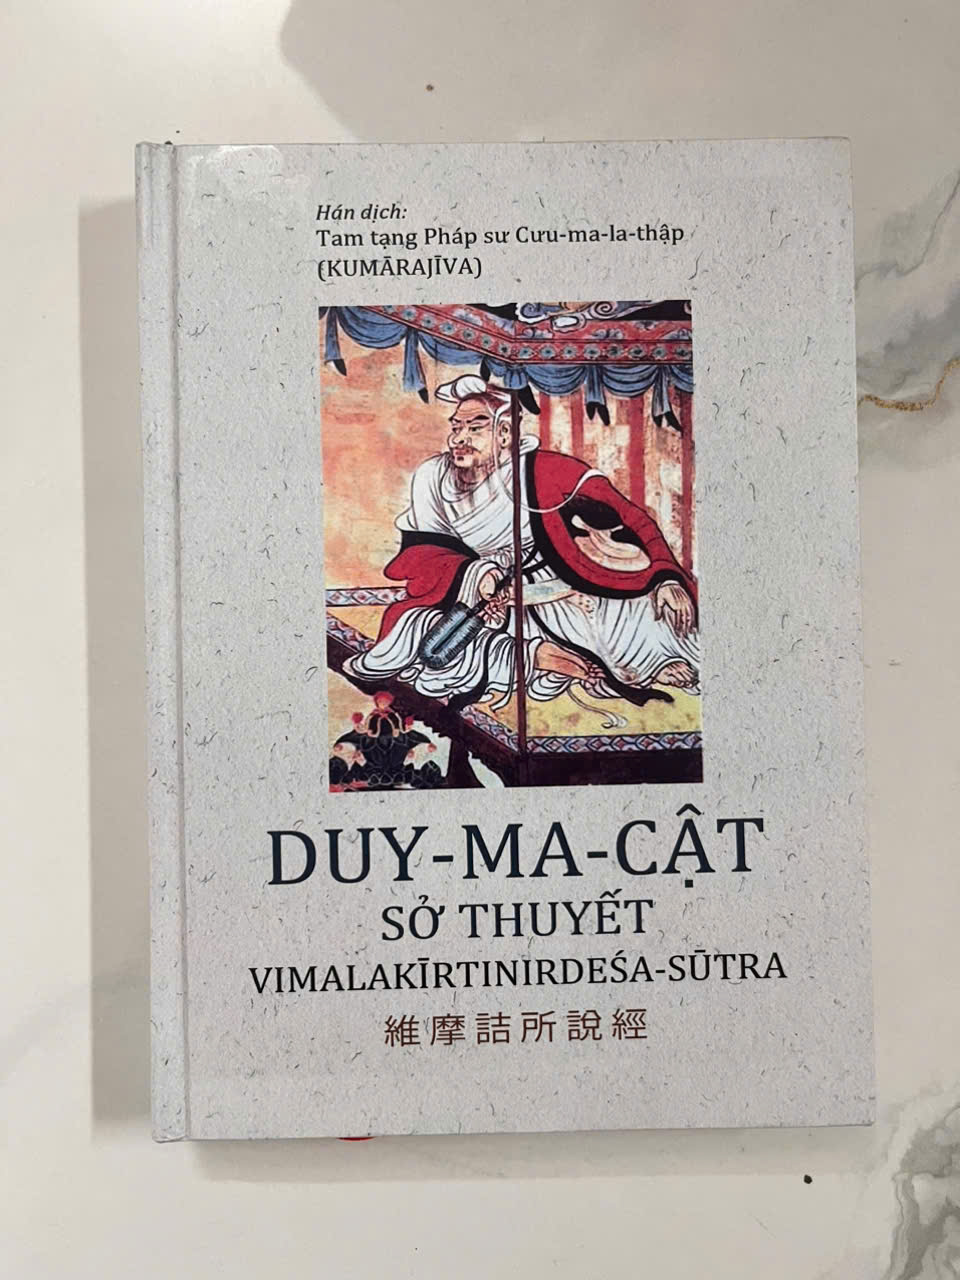 Hán dịch:
Tam tạng Pháp sư Cưu-ma-la-thập
(KUMĀRAJĪVA)
DUY-MA-CẬT
SỞ THUYẾT
VIMALAKĪRTINIRDEŚA-SŪTRA
維摩詰所說經